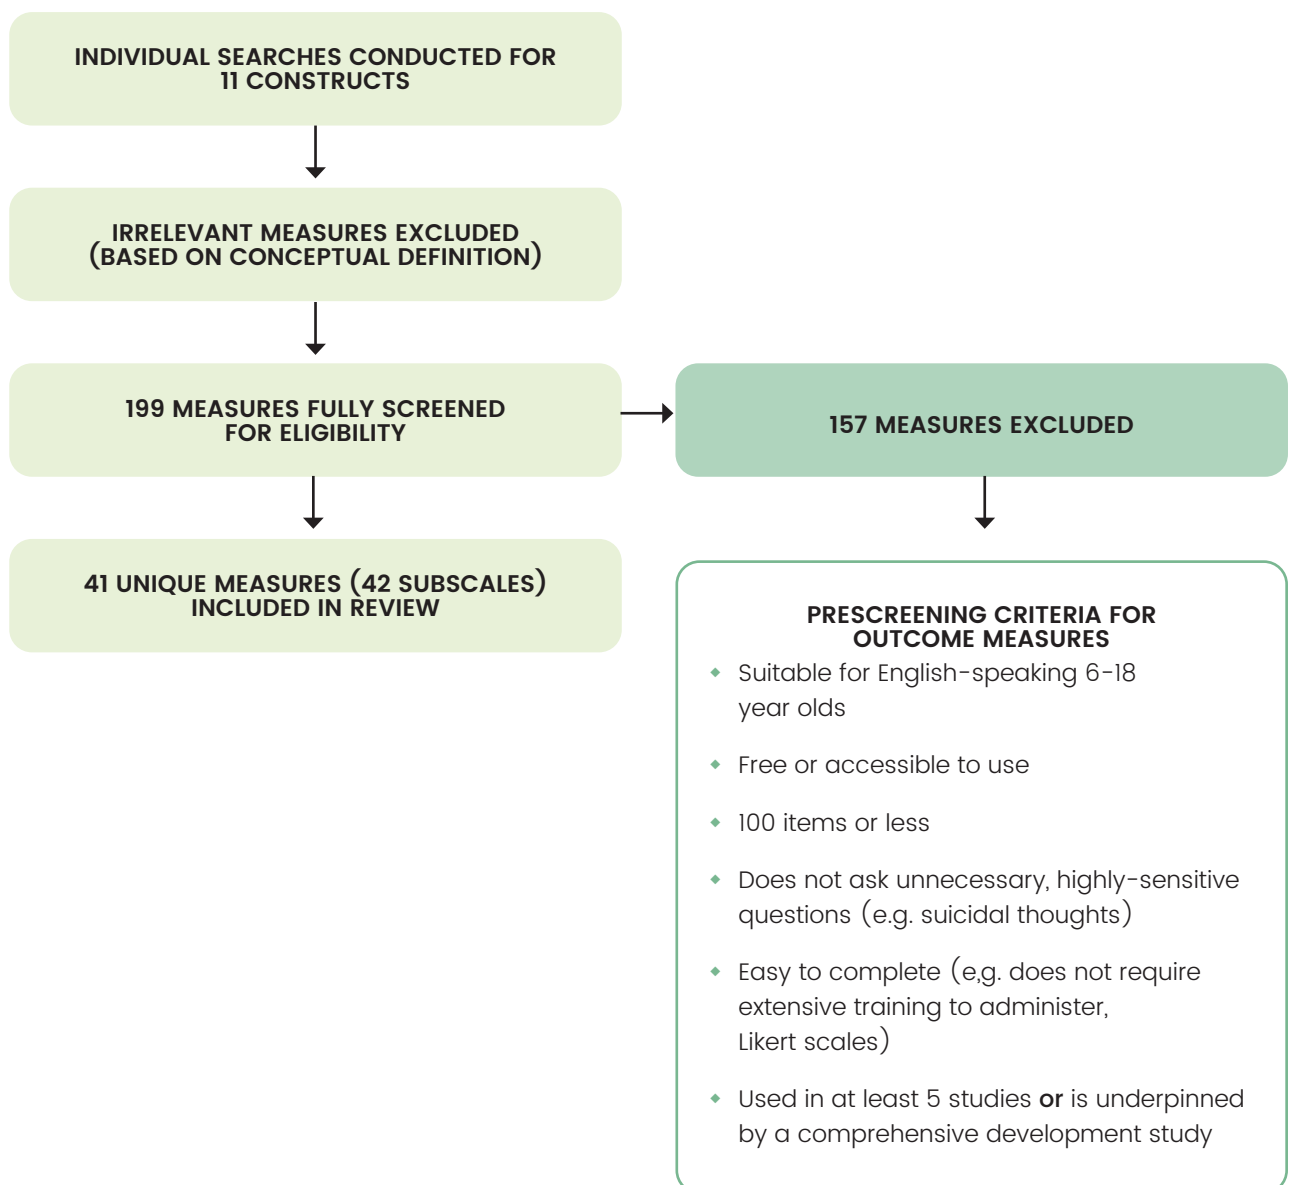 INDIVIDUAL SEARCHES CONDUCTED FOR
11 CONSTRUCTS
IRRELEVANT MEASURES EXCLUDED
(BASED ON CONCEPTUAL DEFINITION)
199 MEASURES FULLY SCREENED
FOR ELIGIBILITY
157 MEASURES EXCLUDED
41 UNIQUE MEASURES (42 SUBSCALES)
INCLUDED IN REVIEW
PRESCREENING CRITERIA FOR
OUTCOME MEASURES
Suitable for English-speaking 6-18
year olds
Free or accessible to use
100 items or less
Does not ask unnecessary, highly-sensitive
questions (e.g. suicidal thoughts)
Easy to complete (e,g. does not require
extensive training to administer,
Likert scales)
Used in at least 5 studies or is underpinned
by a comprehensive development study